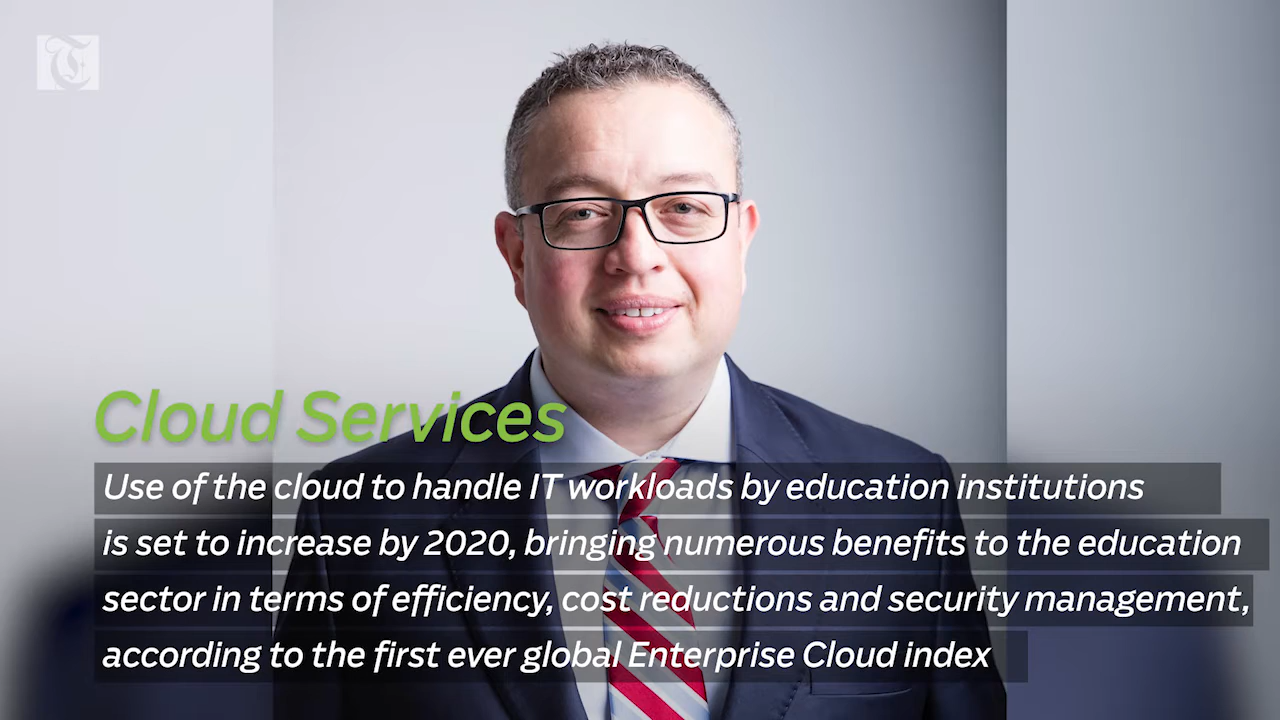 T
Cloud Services
Use of the cloud to handle IT workloads by education institutions
is set to increase by 2020, bringing numerous benefits to the education
sector in terms of efficiency, cost reductions and security management,
according to the first ever global Enterprise Cloud index